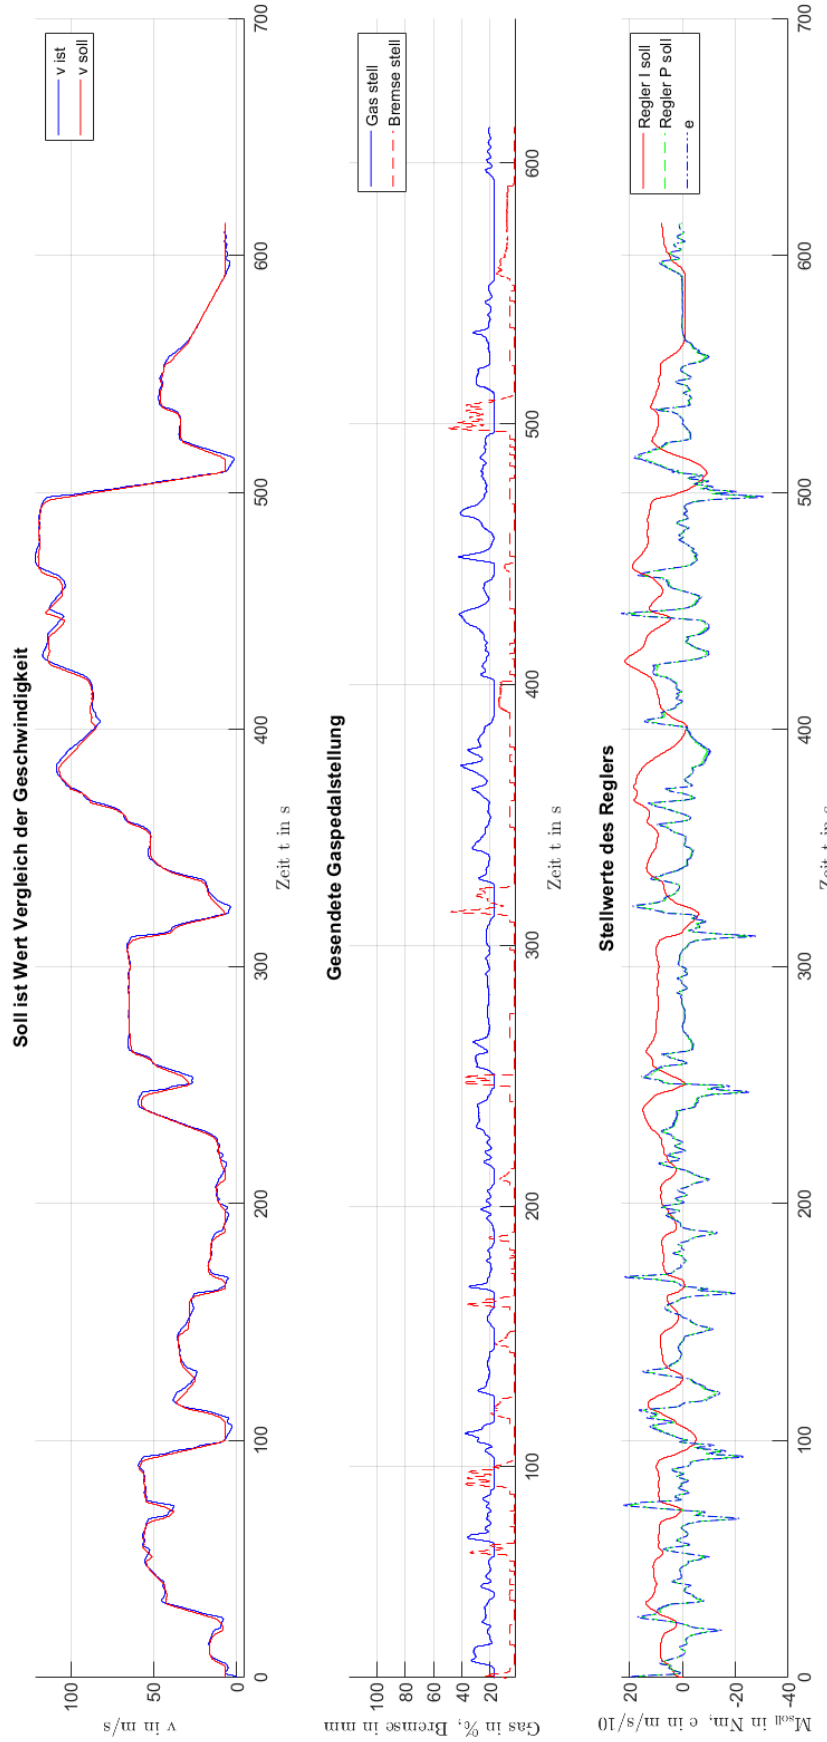 Soll ist Wert Vergleich der Geschwindigkeit
v ist
v soll
100
50
0
v in m/s
0
100
200
300
400
500
600
700
Zeit t in s
Gesendete Gaspedalstellung
Gas stell
Bremse stell
100
80
60
40
20
Gas in %, Bremse in mm
100
200
300
400
500
600
Zeit t in s
Stellwerte des Reglers
Regler I soll
Regler P soll
e
20
0
-20
-40
Msoll in Nm, e in m/s/10
0
100
200
300
400
500
600
700
Zeit t in s